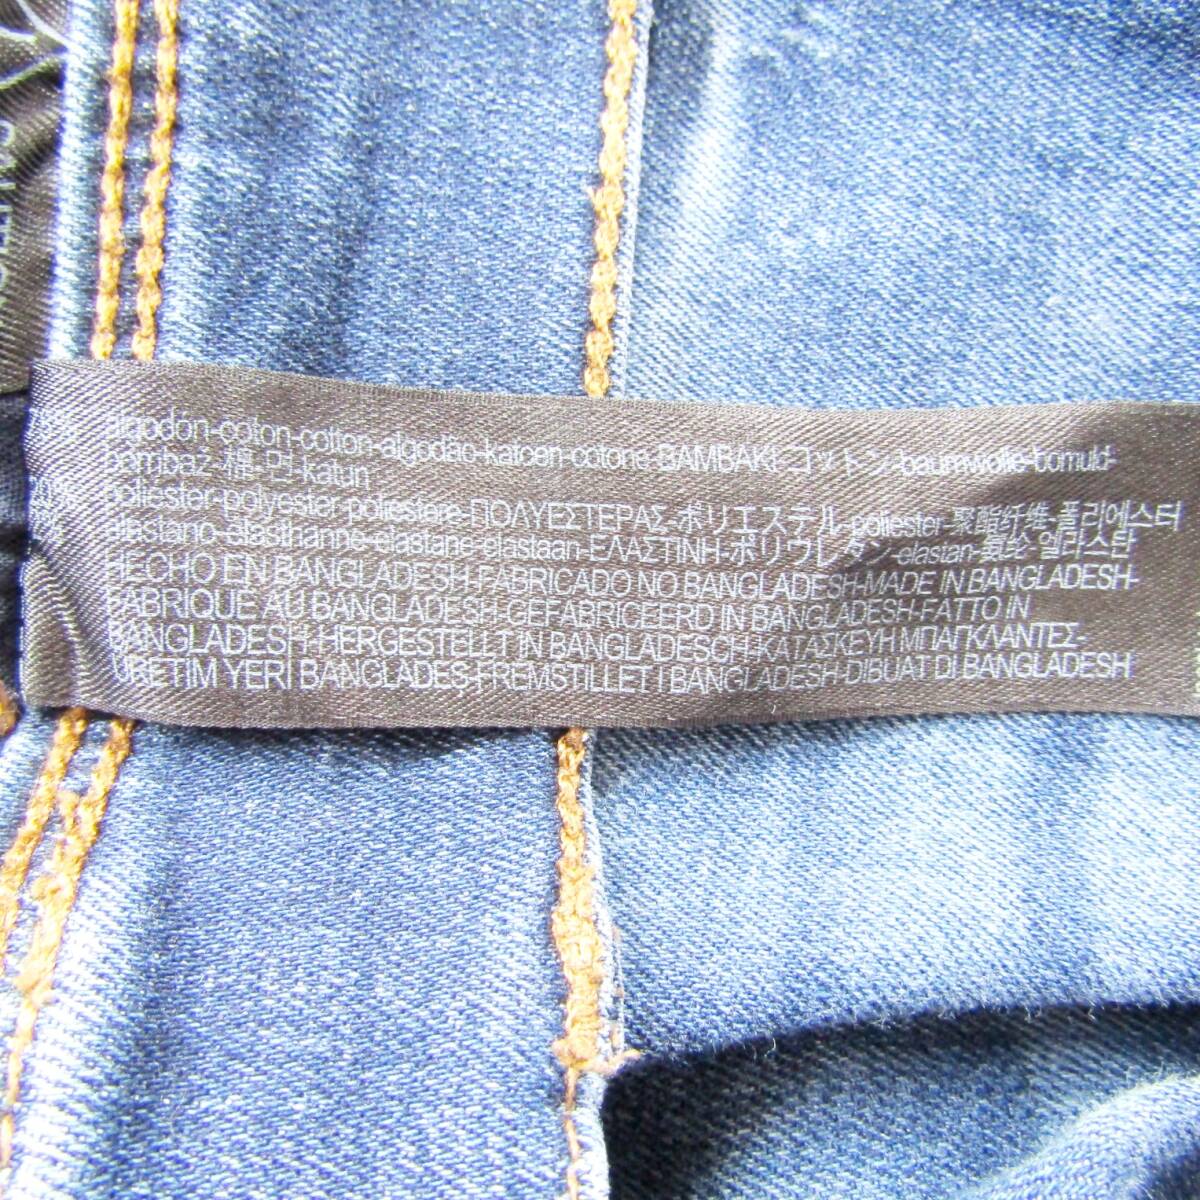 algodón-coton-cotton-algodão-katoen-cotone BAMBAKI コットン-baumwolle-bomuld-
bombaž-棉-면-katun
poliester-polyester poliestere-ΠΟΛΥΕΣΤΕΡΑΣ-ポリエステル-poliester-聚酯纤维-폴리에스터
elastano-elasthanne-elastane-elastaan-ΕΛΑΣΤΙΝΗ-ポリウレタン-elastan-氨纶-엘라스탄
HECHO EN BANGLADESH-FABRICADO NO BANGLADESH-MADE IN BANGLADESH-
FABRIQUE AU BANGLADESH-GEFABRICEERD IN BANGLADESH-FATTO IN
BANGLADESH-HERGESTELLT IN BANGLADESCH-ΚΑΤΑΣΚΕΥΗ ΜΠΑΓΚΛΑΝΤΕΣ-
ÜRETIM YERI BANGLADEŞ-FREMSTILLET I BANGLADESH-DIBUAT DI BANGLADESH